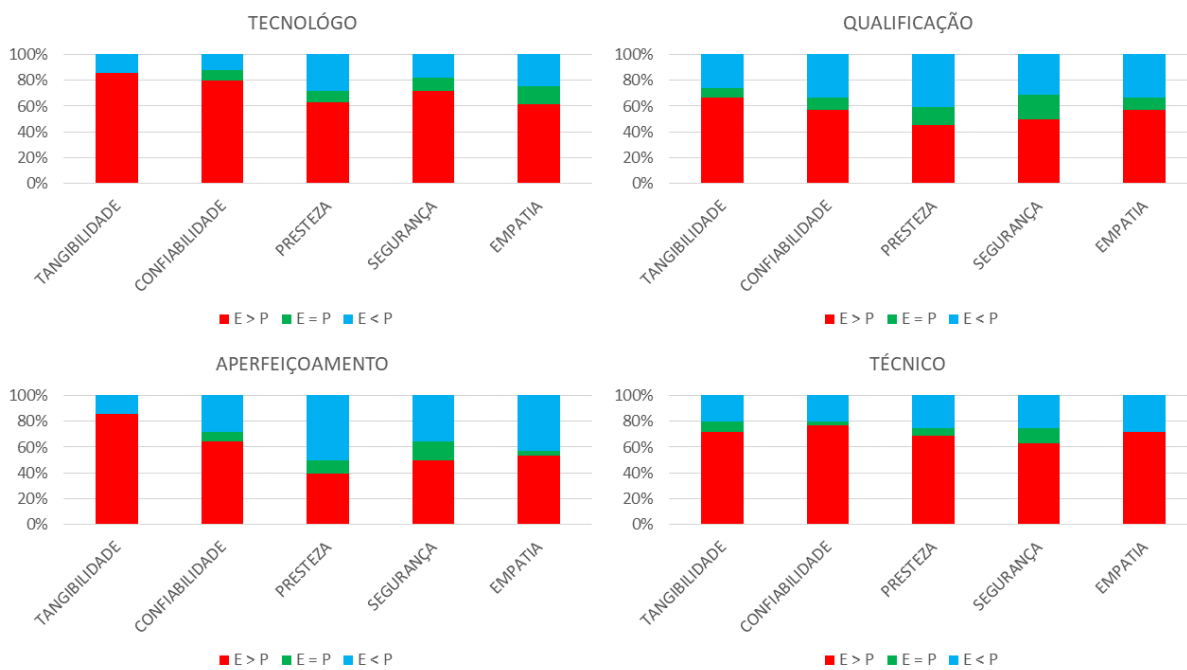 TECNOLÓGO
100%
80%
60%
40%
20%
0%
TANGIBILIDADE
CONFIABILIDADE
PRESTEZA
SEGURANÇA
EMPATIA
E > P E = P E < P
QUALIFICAÇÃO
100%
80%
60%
40%
20%
0%
TANGIBILIDADE
CONFIABILIDADE
PRESTEZA
SEGURANÇA
EMPATIA
E > P E = P E < P
APERFEIÇOAMENTO
100%
80%
60%
40%
20%
0%
TANGIBILIDADE
CONFIABILIDADE
PRESTEZA
SEGURANÇA
EMPATIA
E > P E = P E < P
TÉCNICO
100%
80%
60%
40%
20%
0%
TANGIBILIDADE
CONFIABILIDADE
PRESTEZA
SEGURANÇA
EMPATIA
E > P E = P E < P